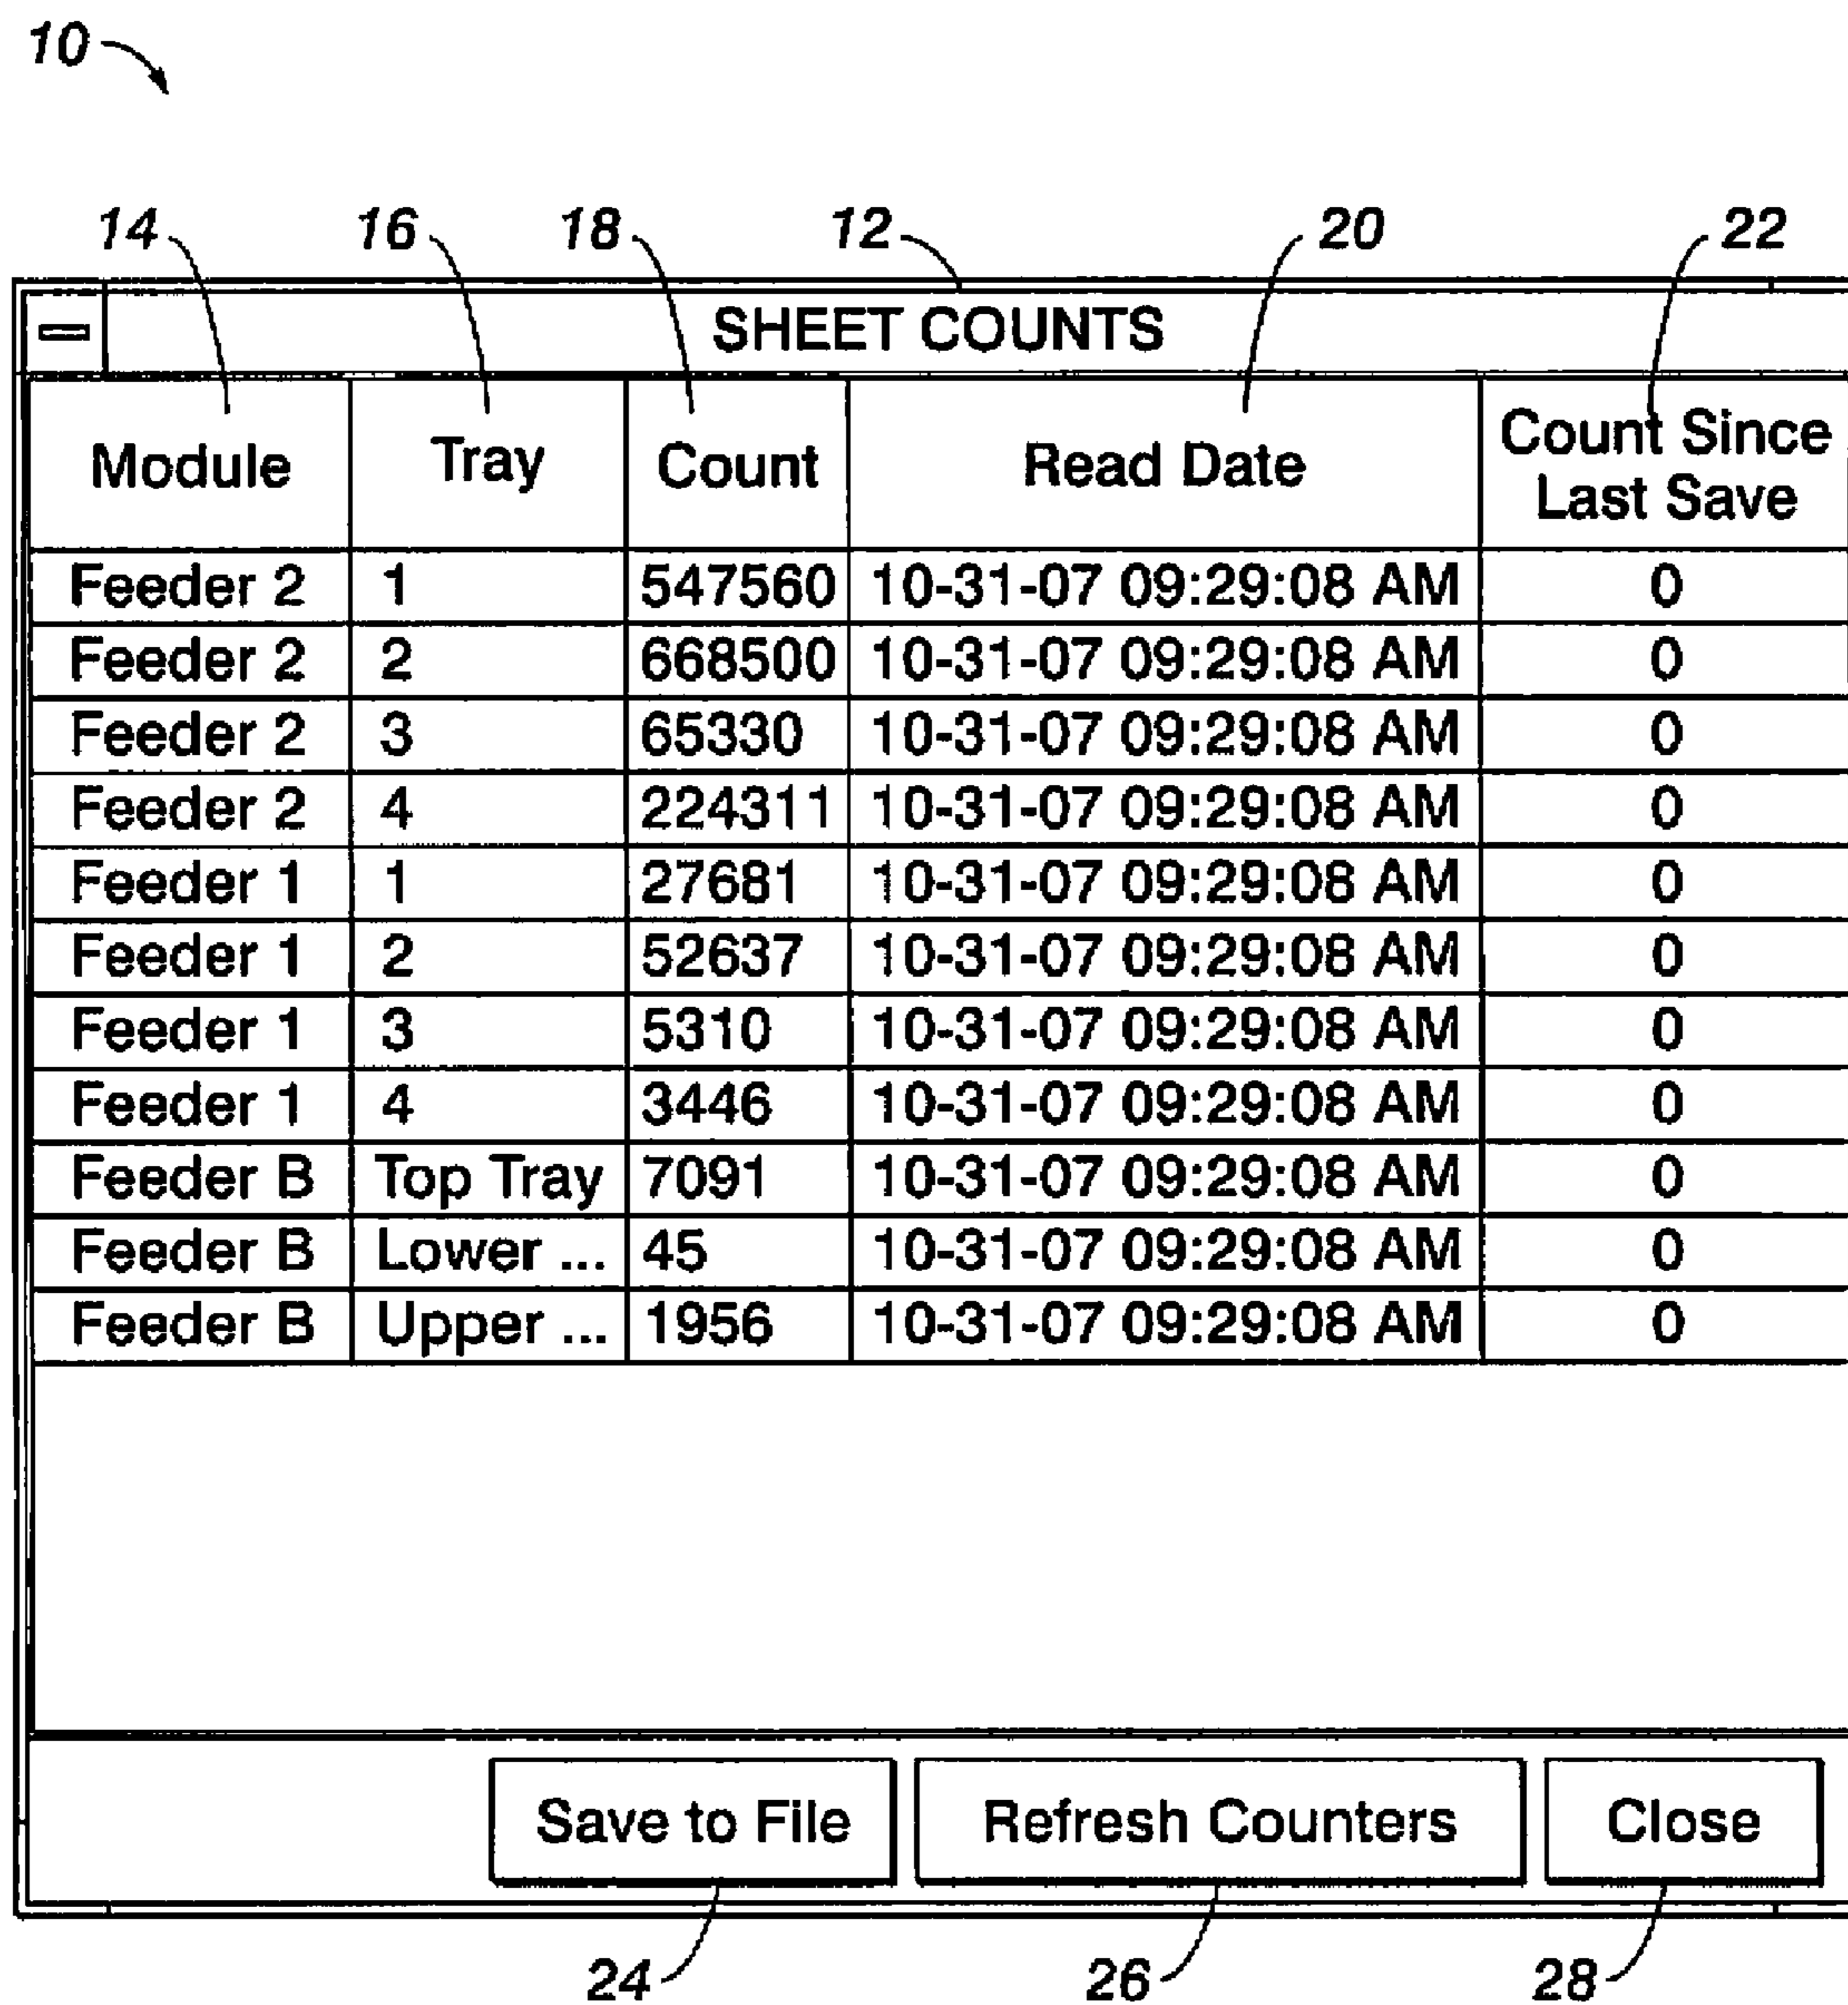 10
14 16 18 12 20 22
SHEET COUNTS
Module Tray Count Read Date Count Since Last Save
Feeder 2 1 547560 10-31-07 09:29:08 AM 0
Feeder 2 2 668500 10-31-07 09:29:08 AM 0
Feeder 2 3 65330 10-31-07 09:29:08 AM 0
Feeder 2 4 224311 10-31-07 09:29:08 AM 0
Feeder 1 1 27681 10-31-07 09:29:08 AM 0
Feeder 1 2 52637 10-31-07 09:29:08 AM 0
Feeder 1 3 5310 10-31-07 09:29:08 AM 0
Feeder 1 4 3446 10-31-07 09:29:08 AM 0
Feeder B Top Tray 7091 10-31-07 09:29:08 AM 0
Feeder B Lower ... 45 10-31-07 09:29:08 AM 0
Feeder B Upper ... 1956 10-31-07 09:29:08 AM 0
Save to File Refresh Counters Close
24 26 28